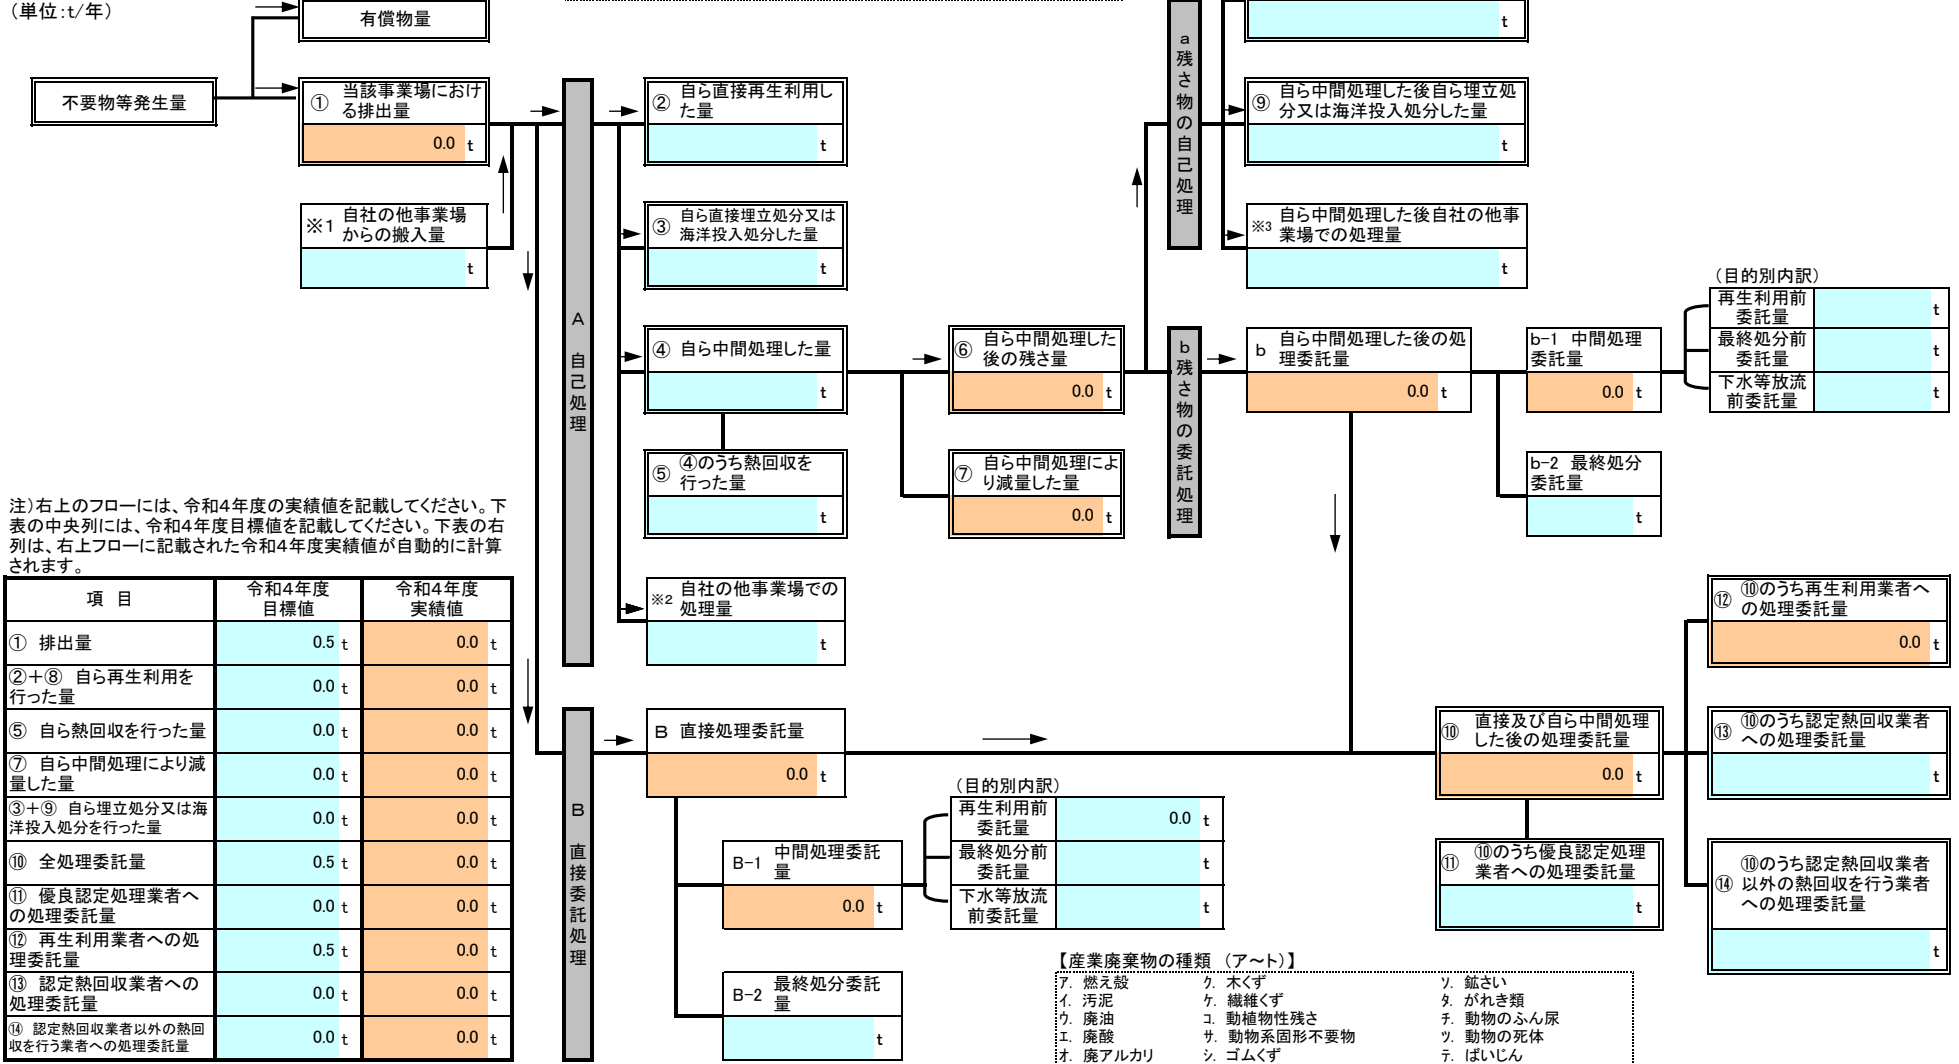 （単位:t/年）
有償物量
不要物等発生量
① 当該事業場におけ
る排出量
0.0 t
※1 自社の他事業場
からの搬入量
t
A 自己処理
② 自ら直接再生利用し
た量
t
③ 自ら直接埋立処分又は
海洋投入処分した量
t
④ 自ら中間処理した量
t
⑤ ④のうち熱回収を
行った量
t
※2 自社の他事業場での
処理量
t
⑥ 自ら中間処理した
後の残さ量
0.0 t
⑦ 自ら中間処理によ
り減量した量
0.0 t
a 残さ物の自己処理
t
⑨ 自ら中間処理した後自ら埋立処
分又は海洋投入処分した量
t
※3 自ら中間処理した後自社の他事
業場での処理量
t
b 残さ物の委託処理
b 自ら中間処理した後の処
理委託量
0.0 t
b-1 中間処理
委託量
0.0 t
（目的別内訳）
再生利用前
委託量
t
最終処分前
委託量
t
下水等放流
前委託量
t
b-2 最終処分
委託量
t
注）右上のフローには、令和4年度の実績値を記載してください。下
表の中央列には、令和4年度目標値を記載してください。下表の右
列は、右上フローに記載された令和4年度実績値が自動的に計算
されます。
項 目 令和4年度
目標値 令和4年度
実績値
① 排出量 0.5 t 0.0 t
②＋⑧ 自ら再生利用を
行った量 0.0 t 0.0 t
⑤ 自ら熱回収を行った量 0.0 t 0.0 t
⑦ 自ら中間処理により減
量した量 0.0 t 0.0 t
③＋⑨ 自ら埋立処分又は海
洋投入処分を行った量 0.0 t 0.0 t
⑩ 全処理委託量 0.5 t 0.0 t
⑪ 優良認定処理業者へ
の処理委託量 0.0 t 0.0 t
⑫ 再生利用業者への処
理委託量 0.5 t 0.0 t
⑬ 認定熱回収業者への
処理委託量 0.0 t 0.0 t
⑭ 認定熱回収業者以外の熱回
収を行う業者への処理委託量 0.0 t 0.0 t
B 直接委託処理
B 直接処理委託量
0.0 t
B-1 中間処理委託
量
0.0 t
（目的別内訳）
再生利用前
委託量
0.0 t
最終処分前
委託量
t
下水等放流
前委託量
t
B-2 最終処分委託
量
t
⑩ 直接及び自ら中間処理
した後の処理委託量
0.0 t
⑪ ⑩のうち優良認定処理
業者への処理委託量
t
⑫ ⑩のうち再生利用業者へ
の処理委託量
0.0 t
⑬ ⑩のうち認定熱回収業者
への処理委託量
t
⑭ ⑩のうち認定熱回収業者
以外の熱回収を行う業者
への処理委託量
t
【産業廃棄物の種類 （ア～ト）】
ア. 燃え殻 ク. 木くず ソ. 鉱さい
イ. 汚泥 ケ. 繊維くず タ. がれき類
ウ. 廃油 コ. 動植物性残さ チ. 動物のふん尿
エ. 廃酸 サ. 動物系固形不要物 ツ. 動物の死体
オ. 廃アルカリ シ. ゴムくず テ. ばいじん